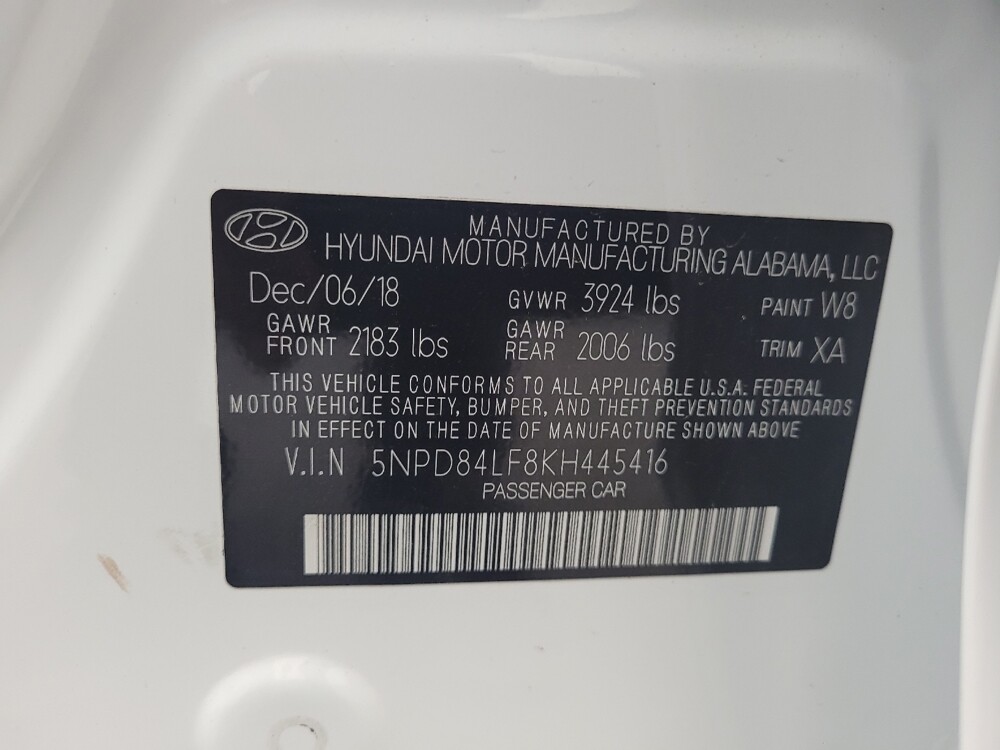 MANUFACTURED BY
HYUNDAI MOTOR MANUFACTURING ALABAMA, LLC
Dec/06/18 GVWR 3924 lbs PAINT W8
GAWR FRONT 2183 lbs GAWR REAR 2006 lbs TRIM XA
THIS VEHICLE CONFORMS TO ALL APPLICABLE U.S.A. FEDERAL
MOTOR VEHICLE SAFETY, BUMPER, AND THEFT PREVENTION STANDARDS
IN EFFECT ON THE DATE OF MANUFACTURE SHOWN ABOVE
V.I.N 5NPD84LF8KH445416
PASSENGER CAR